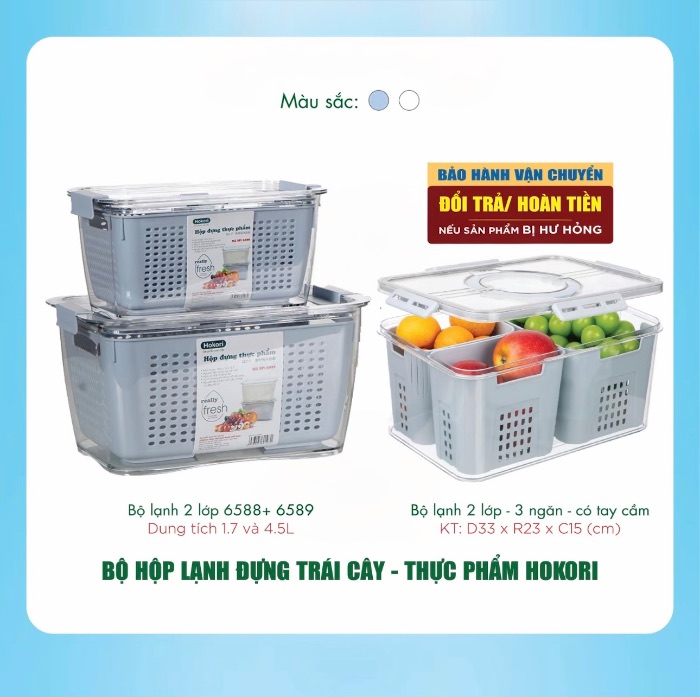 Màu sắc:
BẢO HÀNH VẬN CHUYỂN
ĐỔI TRẢ/ HOÀN TIỀN
NẾU SẢN PHẨM BỊ HƯ HỎNG
Hokori
Hộp đựng thực phẩm
really
fresh
Hokori
Hộp đựng thực phẩm
really
fresh
Bộ lạnh 2 lớp 6588+ 6589
Dung tích 1.7 và 4.5L
Bộ lạnh 2 lớp - 3 ngăn - có tay cầm
KT: D33 x R23 x C15 (cm)
BỘ HỘP LẠNH ĐỰNG TRÁI CÂY - THỰC PHẨM HOKORI